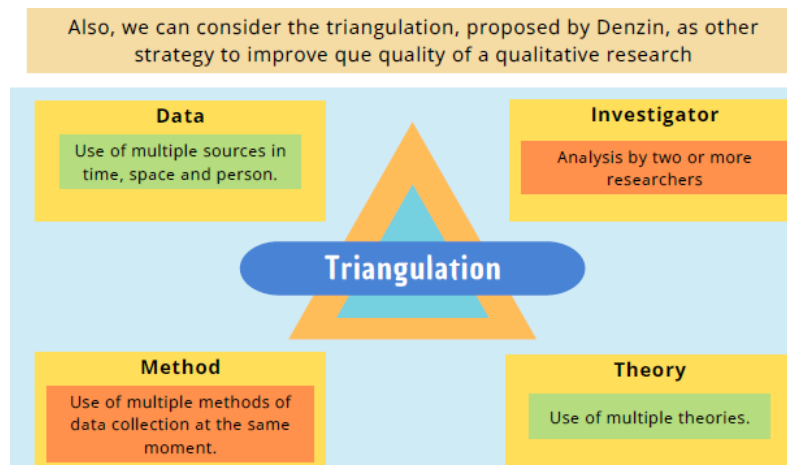 Also, we can consider the triangulation, proposed by Denzin, as other
strategy to improve que quality of a qualitative research
Data
Use of multiple sources in
time, space and person.
Investigator
Analysis by two or more
researchers
Triangulation
Method
Use of multiple methods of
data collection at the same
moment.
Theory
Use of multiple theories.